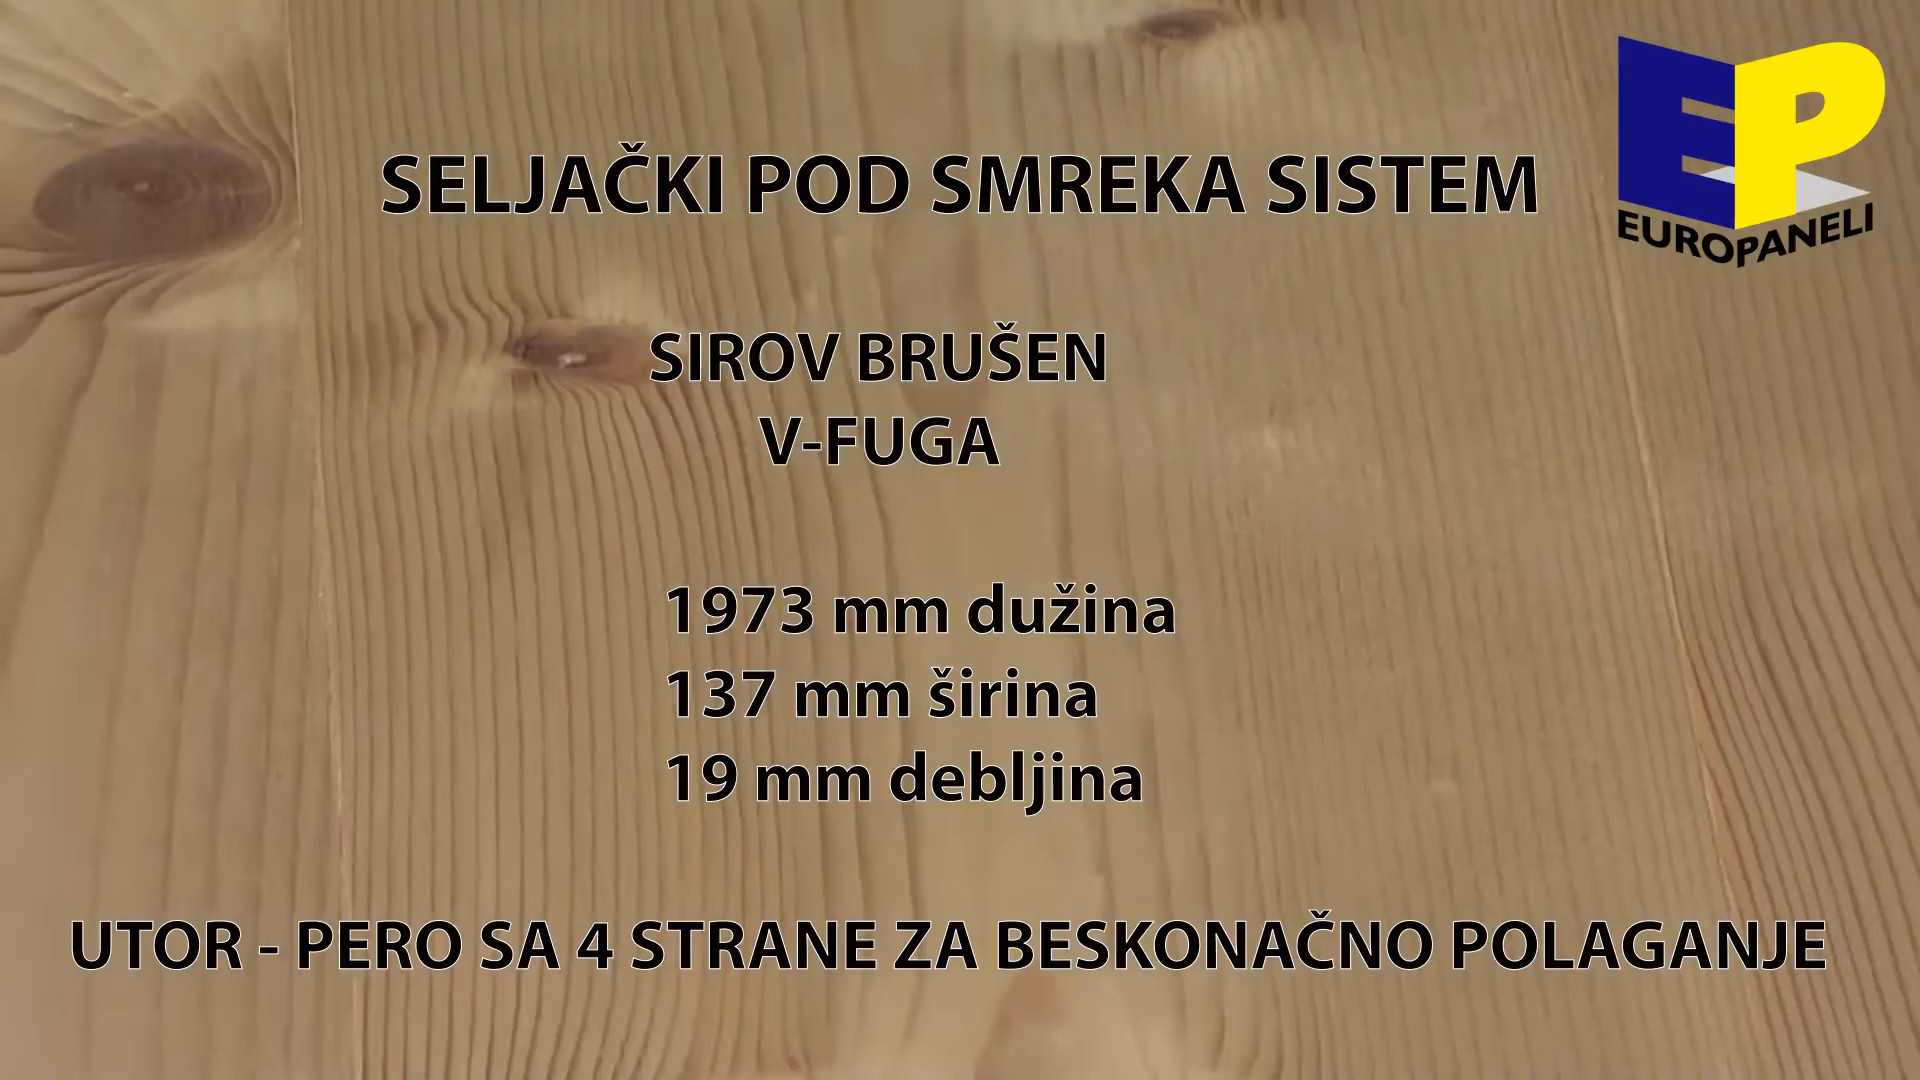 SELJAČKI POD SMREKA SISTEM
EP
EUROPANELI
SIROV BRUŠEN
V-FUGA
1973 mm dužina
137 mm širina
19 mm debljina
UTOR - PERO SA 4 STRANE ZA BESKONAČNO POLAGANJE